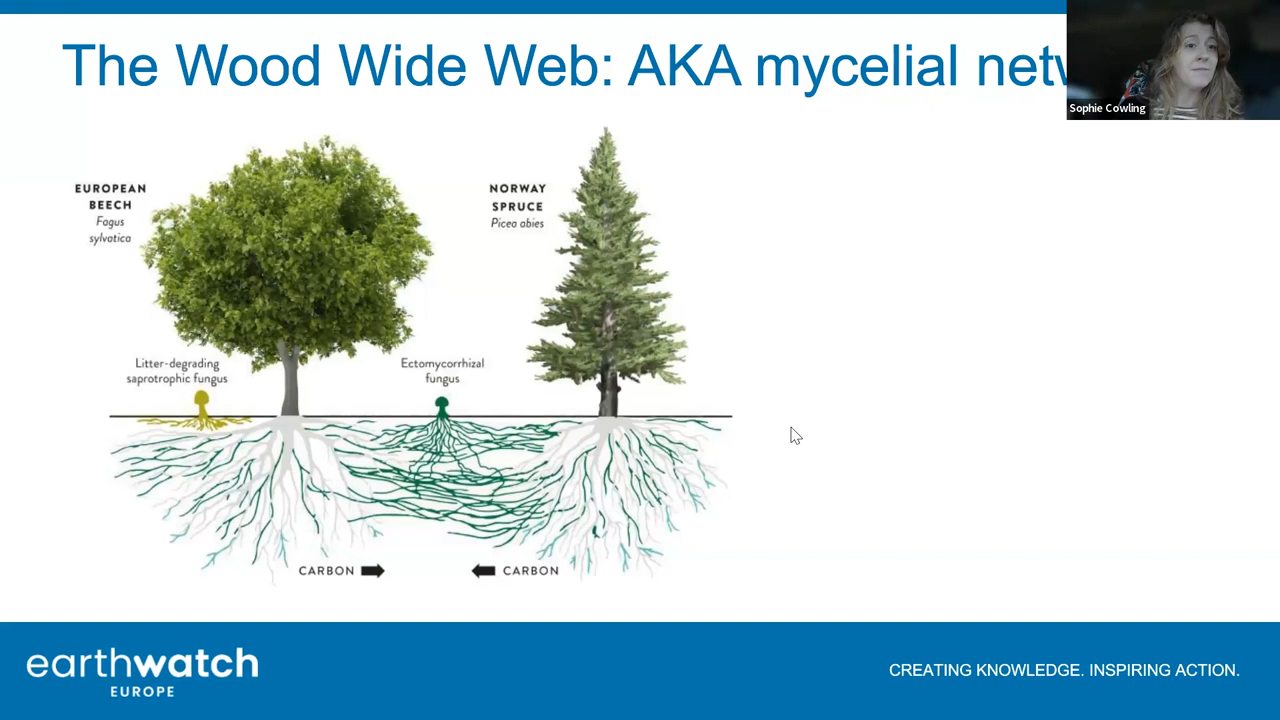 The Wood Wide Web: AKA mycelial netw
Sophie Cowling
EUROPEAN
BEECH
Fagus
sylvatica
NORWAY
SPRUCE
Picea abies
Litter-degrading
saprotrophic fungus
Ectomycorrhizal
fungus
CARBON
CARBON
earthwatch
EUROPE
CREATING KNOWLEDGE. INSPIRING ACTION.